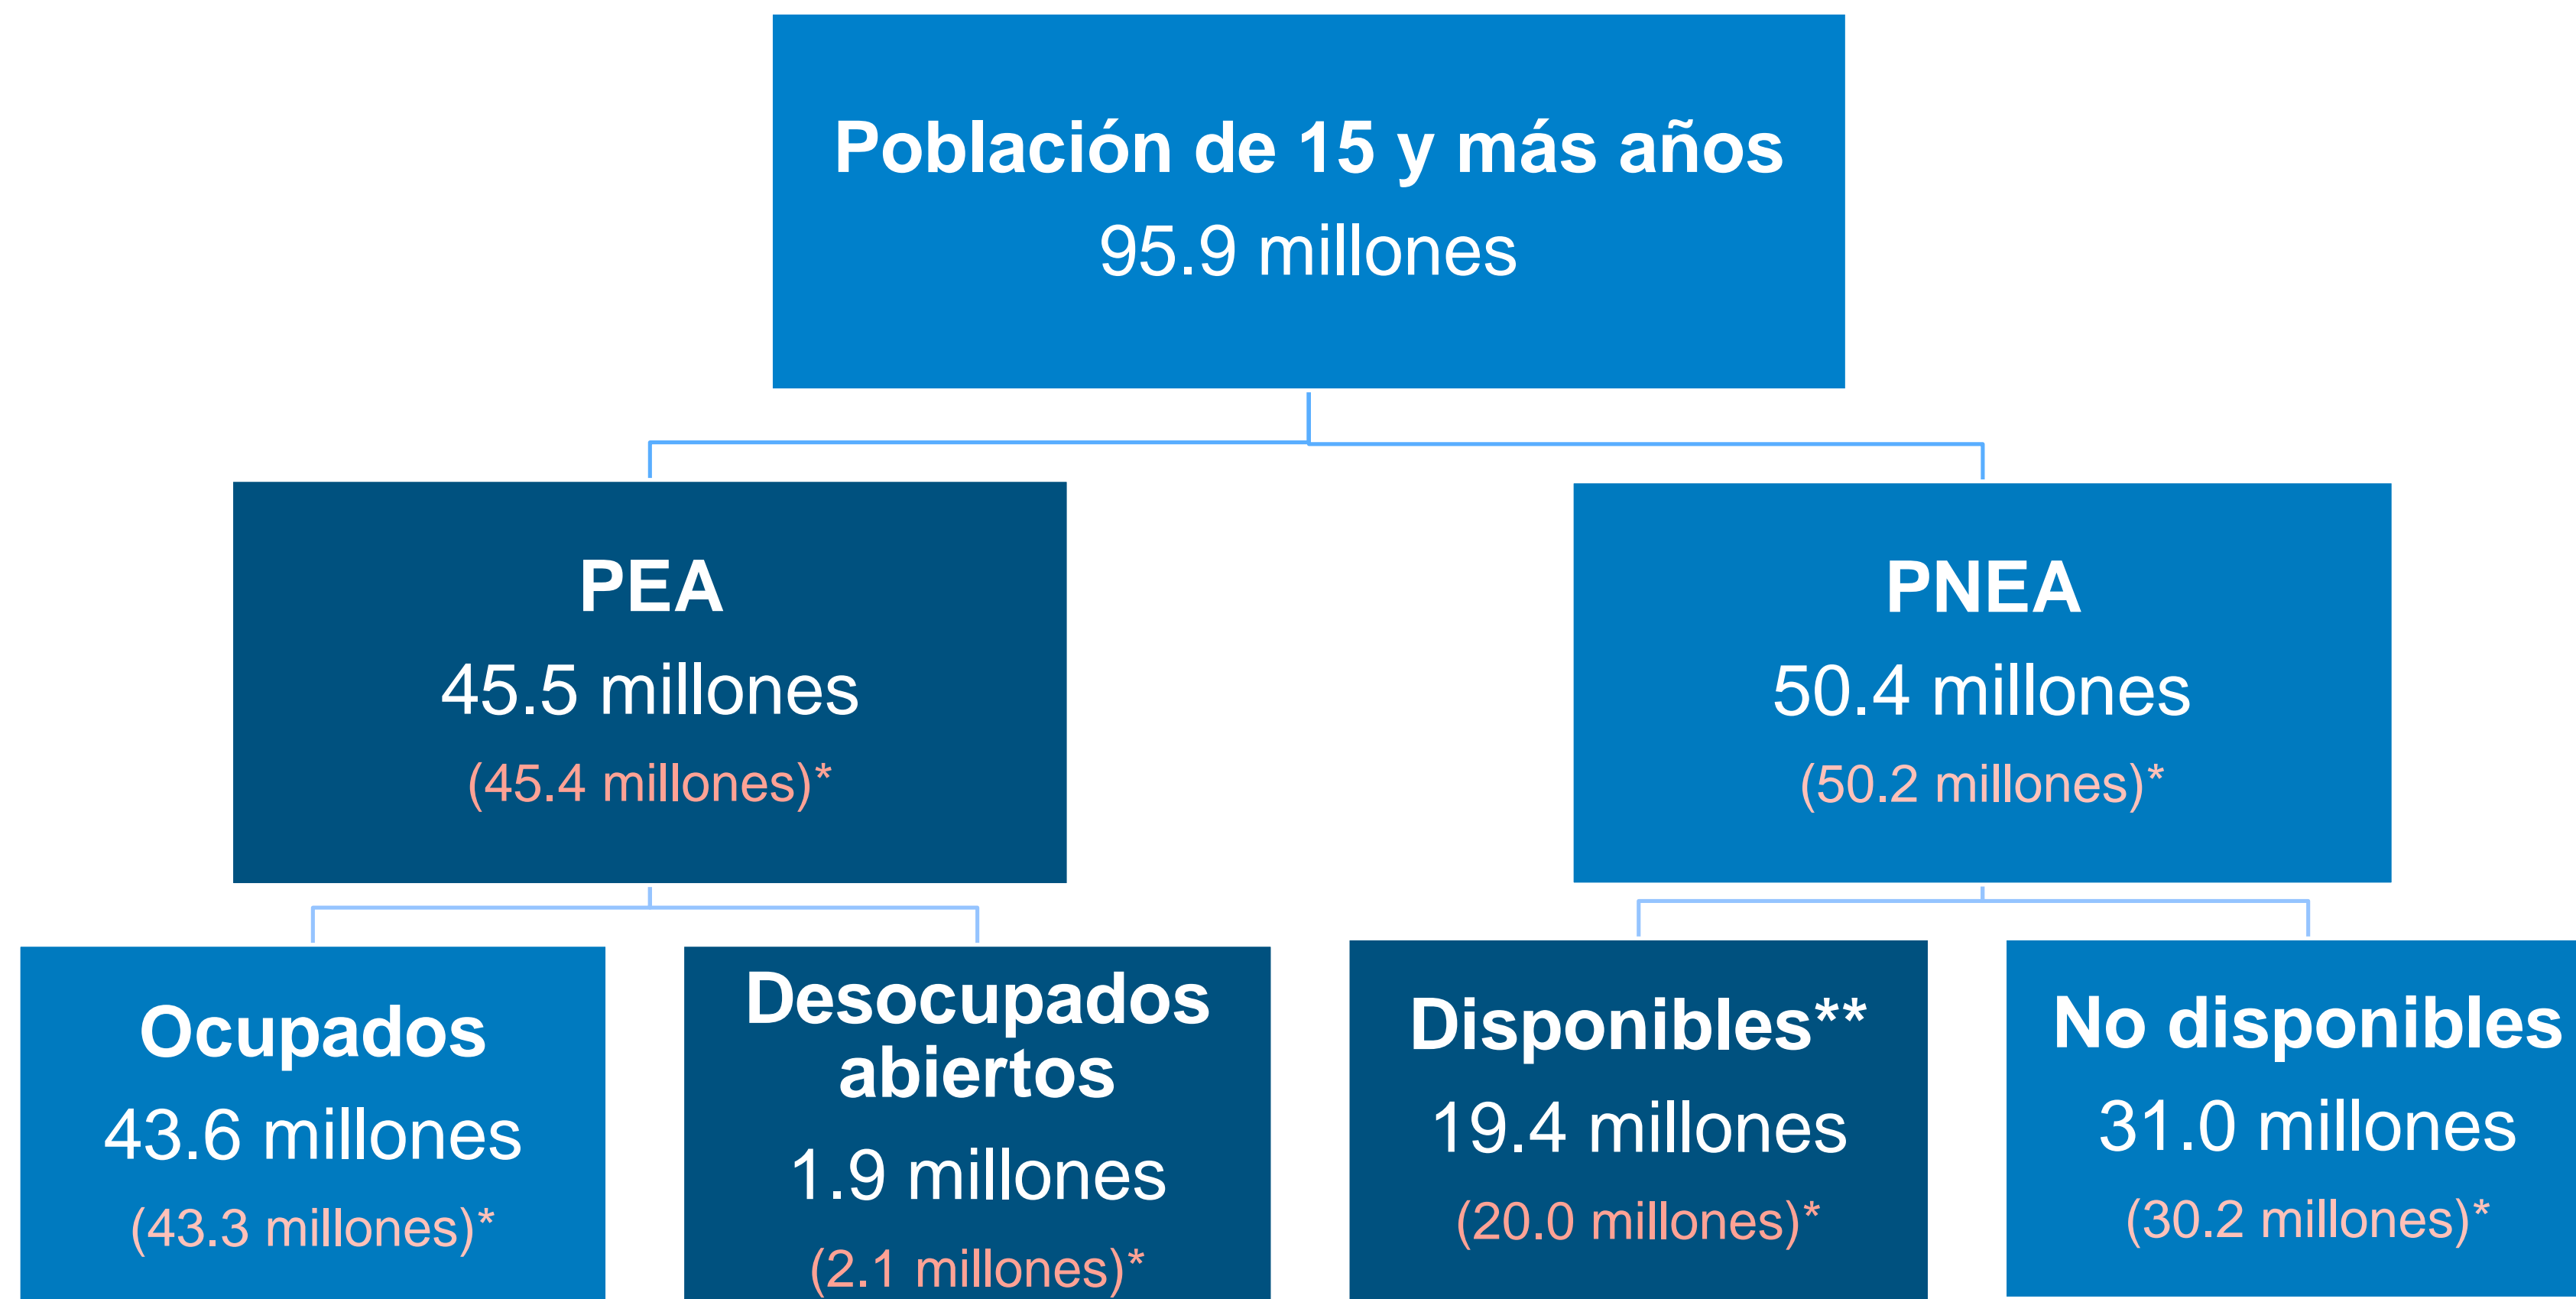 Población de 15 y más años
95.9 millones
PEA
45.5 millones
(45.4 millones)*
PNEA
50.4 millones
(50.2 millones)*
Ocupados
43.6 millones
(43.3 millones)*
Desocupados
abiertos
1.9 millones
(2.1 millones)*
Disponibles**
19.4 millones
(20.0 millones)*
No disponibles
31.0 millones
(30.2 millones)*